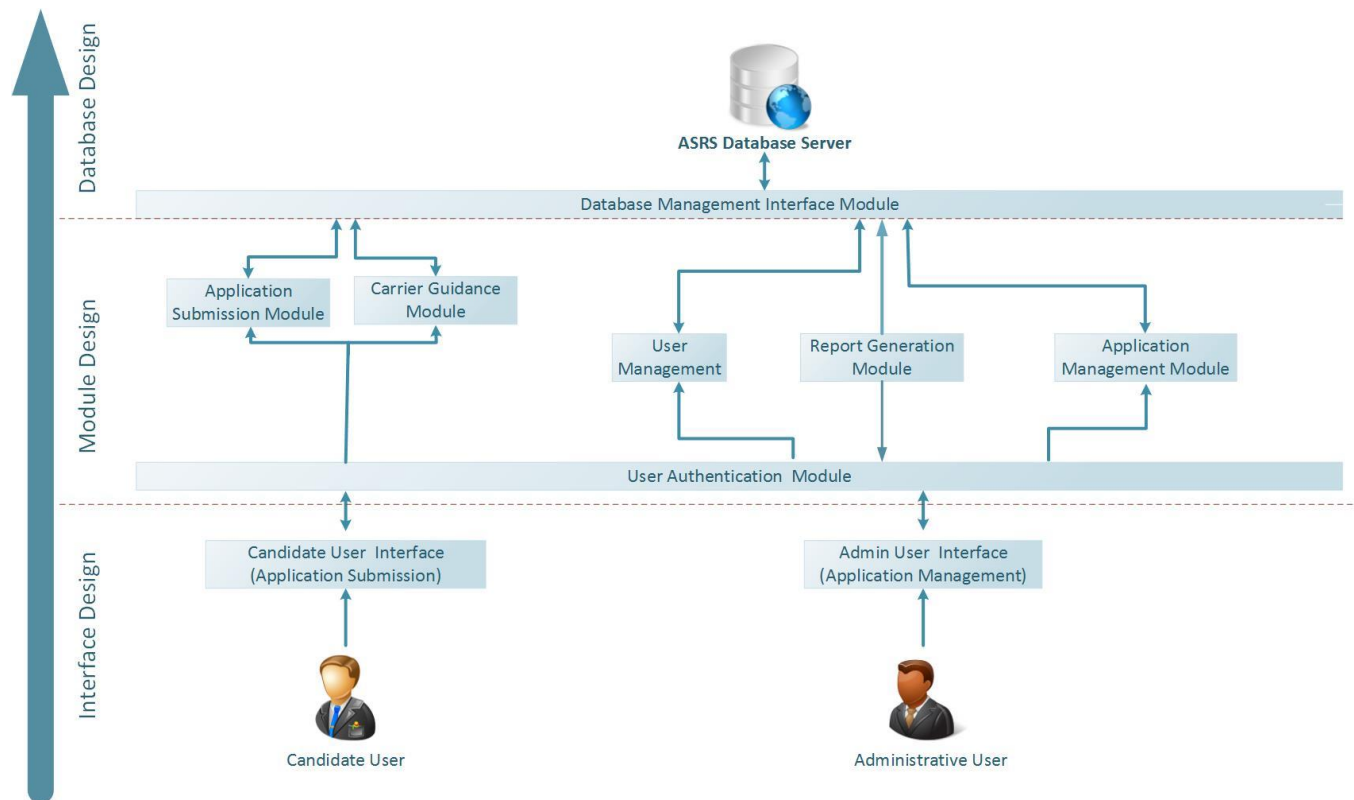 Database Design
ASRS Database Server
Database Management Interface Module
Module Design
Application
Submission Module
Carrier Guidance
Module
User
Management
Report Generation
Module
Application
Management Module
User Authentication Module
Interface Design
Candidate User Interface
(Application Submission)
Admin User Interface
(Application Management)
Candidate User
Administrative User